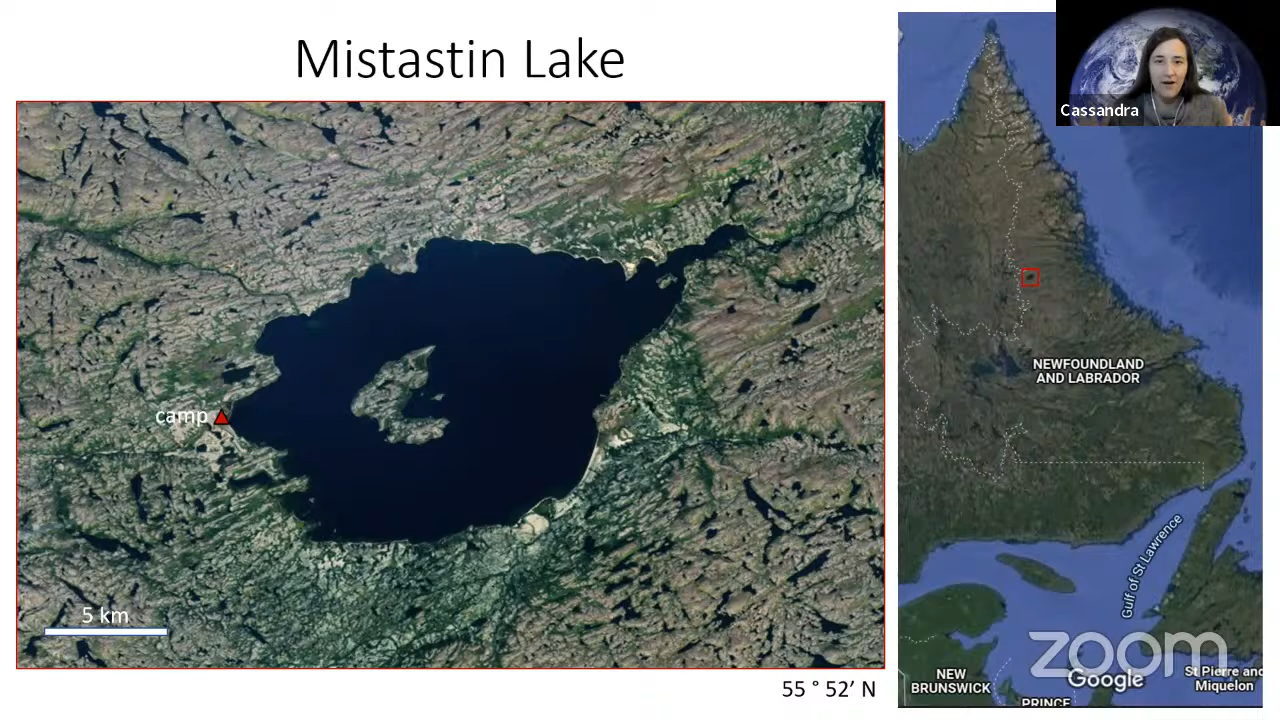 Mistastin Lake
Cassandra
camp
5 km
55 ° 52’ N
NEWFOUNDLAND
AND LABRADOR
Gulf of St Lawrence
zoom
Google
NEW
BRUNSWICK
PRINCE
St Pierre and
Miquelon